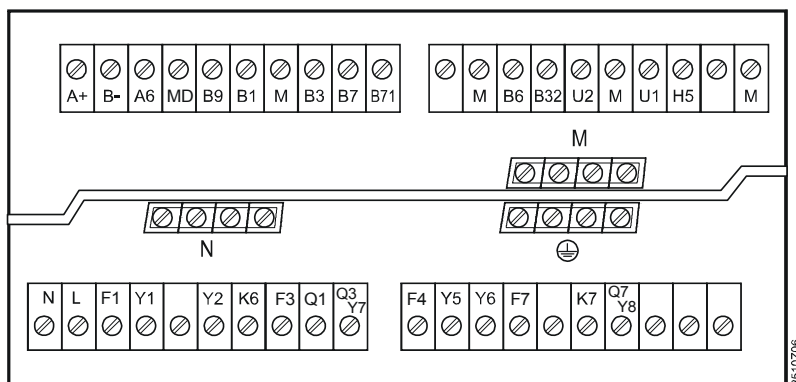 A+ B- A6 MD B9 B1 M B3 B7 B71
M B6 B32 U2 M U1 H5 M
M
N
N L F1 Y1 Y2 K6 F3 Q1 Q3 Y7
F4 Y5 Y6 F7 K7 Q7 Y8